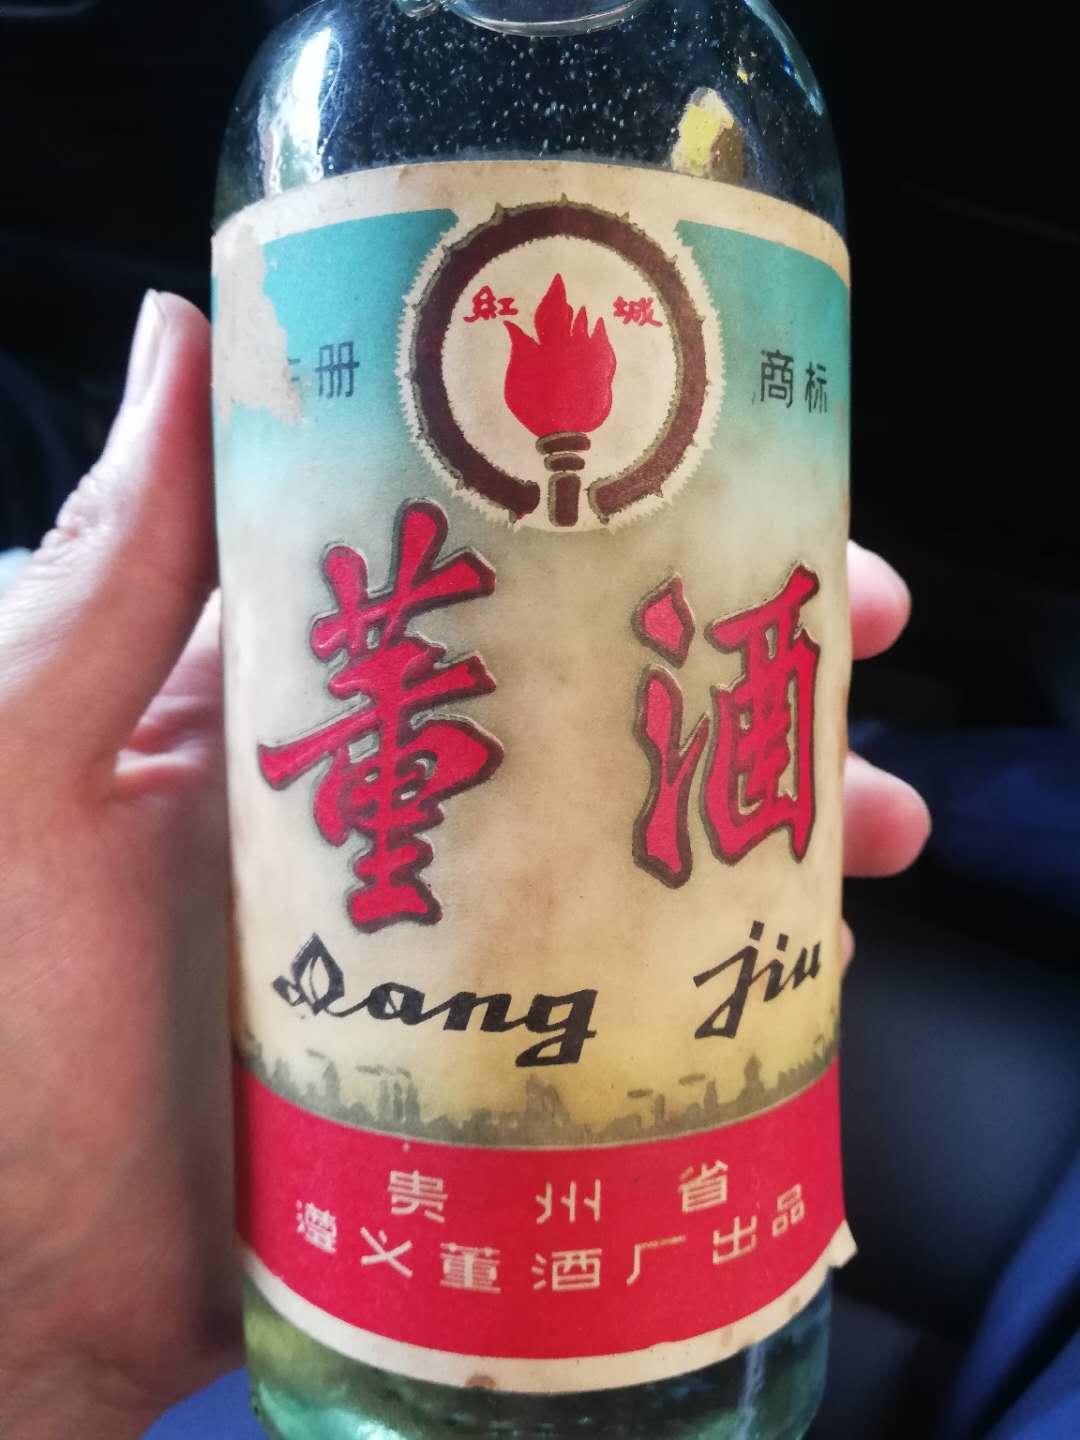 紅城
册 商标
董酒
Dong jiu
贵州省
遵义董酒厂出品